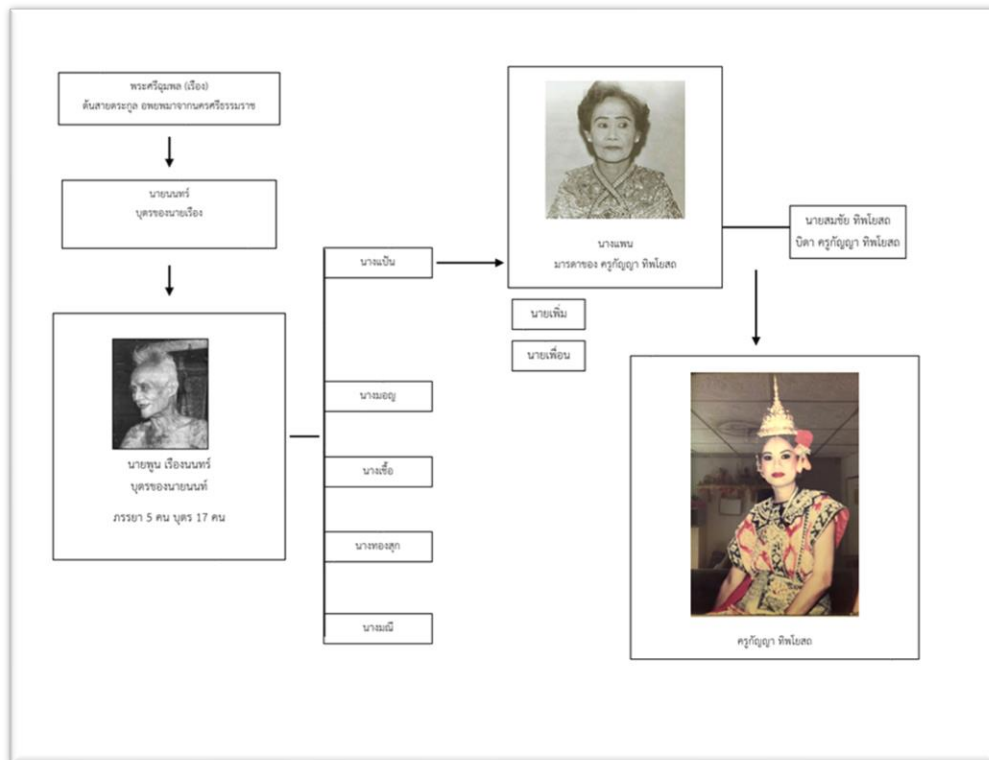 พระศรีฉุมพล (เรือง)
ต้นสายตระกูล อพยพมาจากนครศรีธรรมราช
นายนนทร์
บุตรของนายเรือง
นายพูน เรืองนนทร์
บุตรของนายนนท์
ภรรยา 5 คน บุตร 17 คน
นางแป้น
นางมอญ
นางเชื้อ
นางทองสุก
นางมณี
นางแพน
มารดาของ ครูกัญญา ทิพโยสถ
นายเพิ่ม
นายเพื่อน
นายสมชัย ทิพโยสถ
บิดา ครูกัญญา ทิพโยสถ
ครูกัญญา ทิพโยสถ